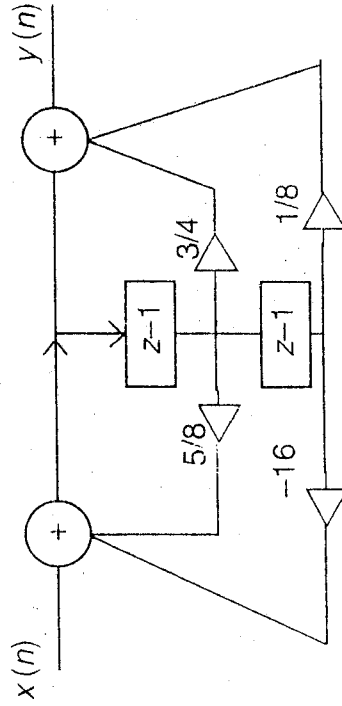 x(n)
y(n)
+
+
z–1
5/8
3/4
z–1
–16
1/8